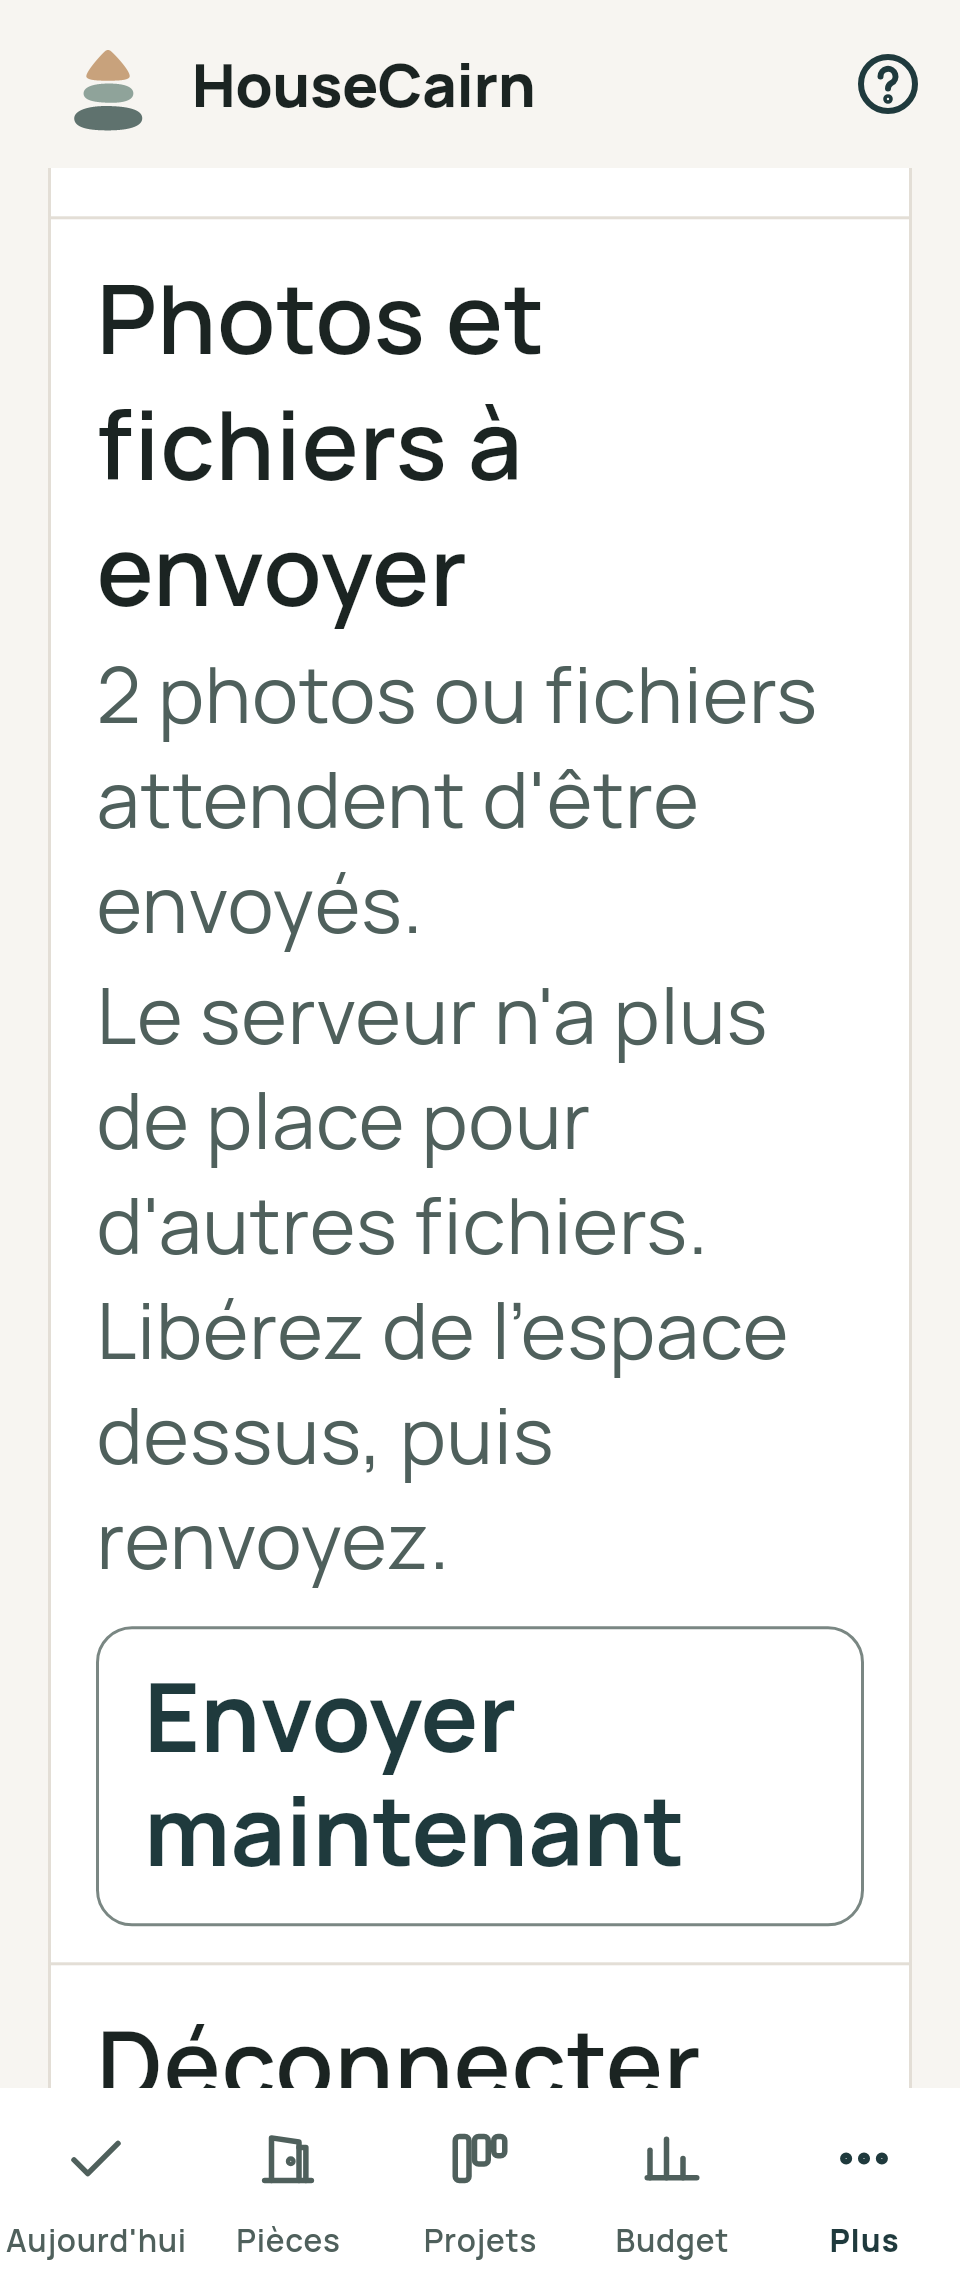 HouseCairn
Photos et
fichiers à
envoyer
2 photos ou fichiers
attendent d'être
envoyés.
Le serveur n'a plus
de place pour
d'autres fichiers.
Libérez de l’espace
dessus, puis
renvoyez.
Envoyer
maintenant
Déconnecter
Aujourd'hui
Pièces
Projets
Budget
Plus